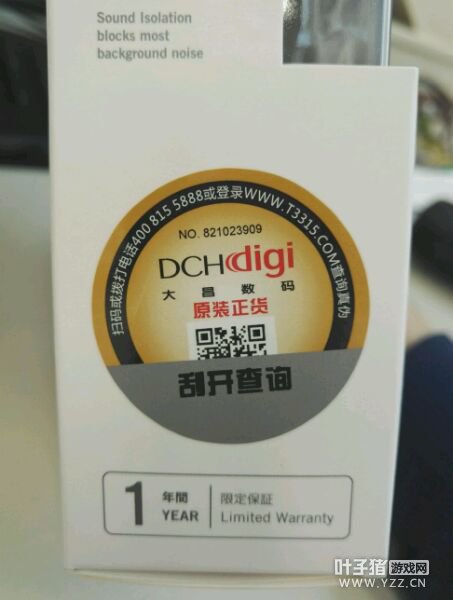 Sound Isolation
blocks most
background noise
扫码或拨打电话400 815 5888或登录WWW.T3315.COM查询真伪
NO. 821023909
DCHdigi
大昌数码
原装正货
刮开查询
1 年間 YEAR
限定保証
Limited Warranty
叶子猪游戏网
www.YZZ.CN